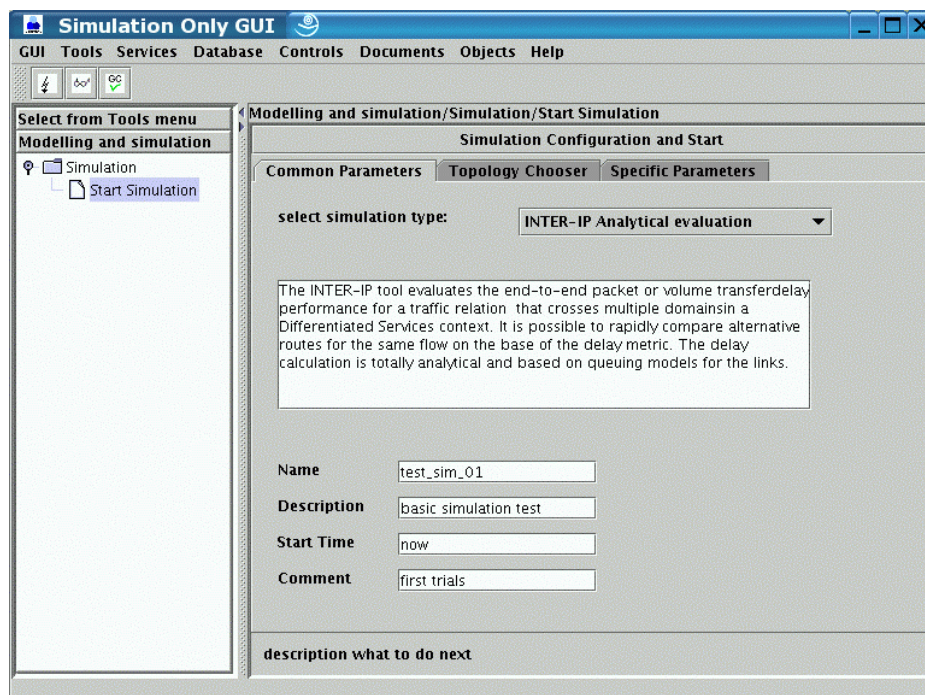 Simulation Only GUI
GUI Tools Services Database Controls Documents Objects Help
GC
Select from Tools menu
Modelling and simulation
Simulation
Start Simulation
Modelling and simulation/Simulation/Start Simulation
Simulation Configuration and Start
Common Parameters Topology Chooser Specific Parameters
select simulation type: INTER-IP Analytical evaluation
The INTER-IP tool evaluates the end-to-end packet or volume transferdelay
performance for a traffic relation that crosses multiple domainsin a
Differentiated Services context. It is possible to rapidly compare alternative
routes for the same flow on the base of the delay metric. The delay
calculation is totally analytical and based on queuing models for the links.
Name test_sim_01
Description basic simulation test
Start Time now
Comment first trials
description what to do next